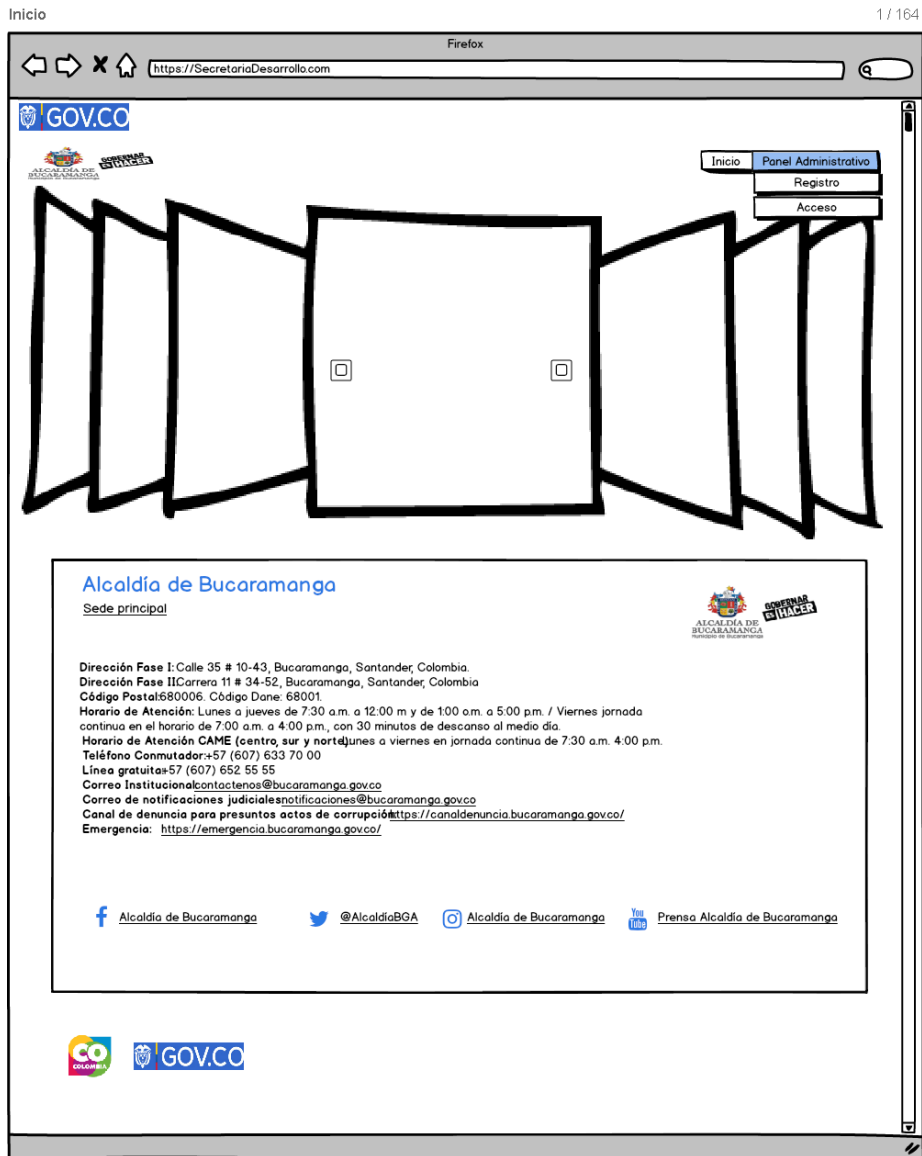 Inicio
1 / 164
Firefox
https://SecretariaDesarrollo.com
GOV.CO
ALCALDÍA DE
BUCARAMANGA
Municipio de Bucaramanga
GOBERNAR
ES HACER
Inicio
Panel Administrativo
Registro
Acceso
Alcaldía de Bucaramanga
Sede principal
ALCALDÍA DE
BUCARAMANGA
Municipio de Bucaramanga
GOBERNAR
ES HACER
Dirección Fase I: Calle 35 # 10-43, Bucaramanga, Santander, Colombia.
Dirección Fase II: Carrera 11 # 34-52, Bucaramanga, Santander, Colombia
Código Postal: 680006. Código Dane: 68001.
Horario de Atención: Lunes a jueves de 7:30 a.m. a 12:00 m y de 1:00 a.m. a 5:00 p.m. / Viernes jornada
continua en el horario de 7:00 a.m. a 4:00 p.m., con 30 minutos de descanso al medio día.
Horario de Atención CAME (centro, sur y norte): Lunes a viernes en jornada continua de 7:30 a.m. 4:00 p.m.
Teléfono Conmutador: +57 (607) 633 70 00
Línea gratuita: +57 (607) 652 55 55
Correo Institucional: contactenos@bucaramanga.gov.co
Correo de notificaciones judiciales: notificaciones@bucaramanga.gov.co
Canal de denuncia para presuntos actos de corrupción: https://canaldenuncia.bucaramanga.gov.co/
Emergencia: https://emergencia.bucaramanga.gov.co/
Alcaldía de Bucaramanga
@AlcaldíaBGA
Alcaldía de Bucaramanga
You
Tube
Prensa Alcaldía de Bucaramanga
CO
COLOMBIA
GOV.CO